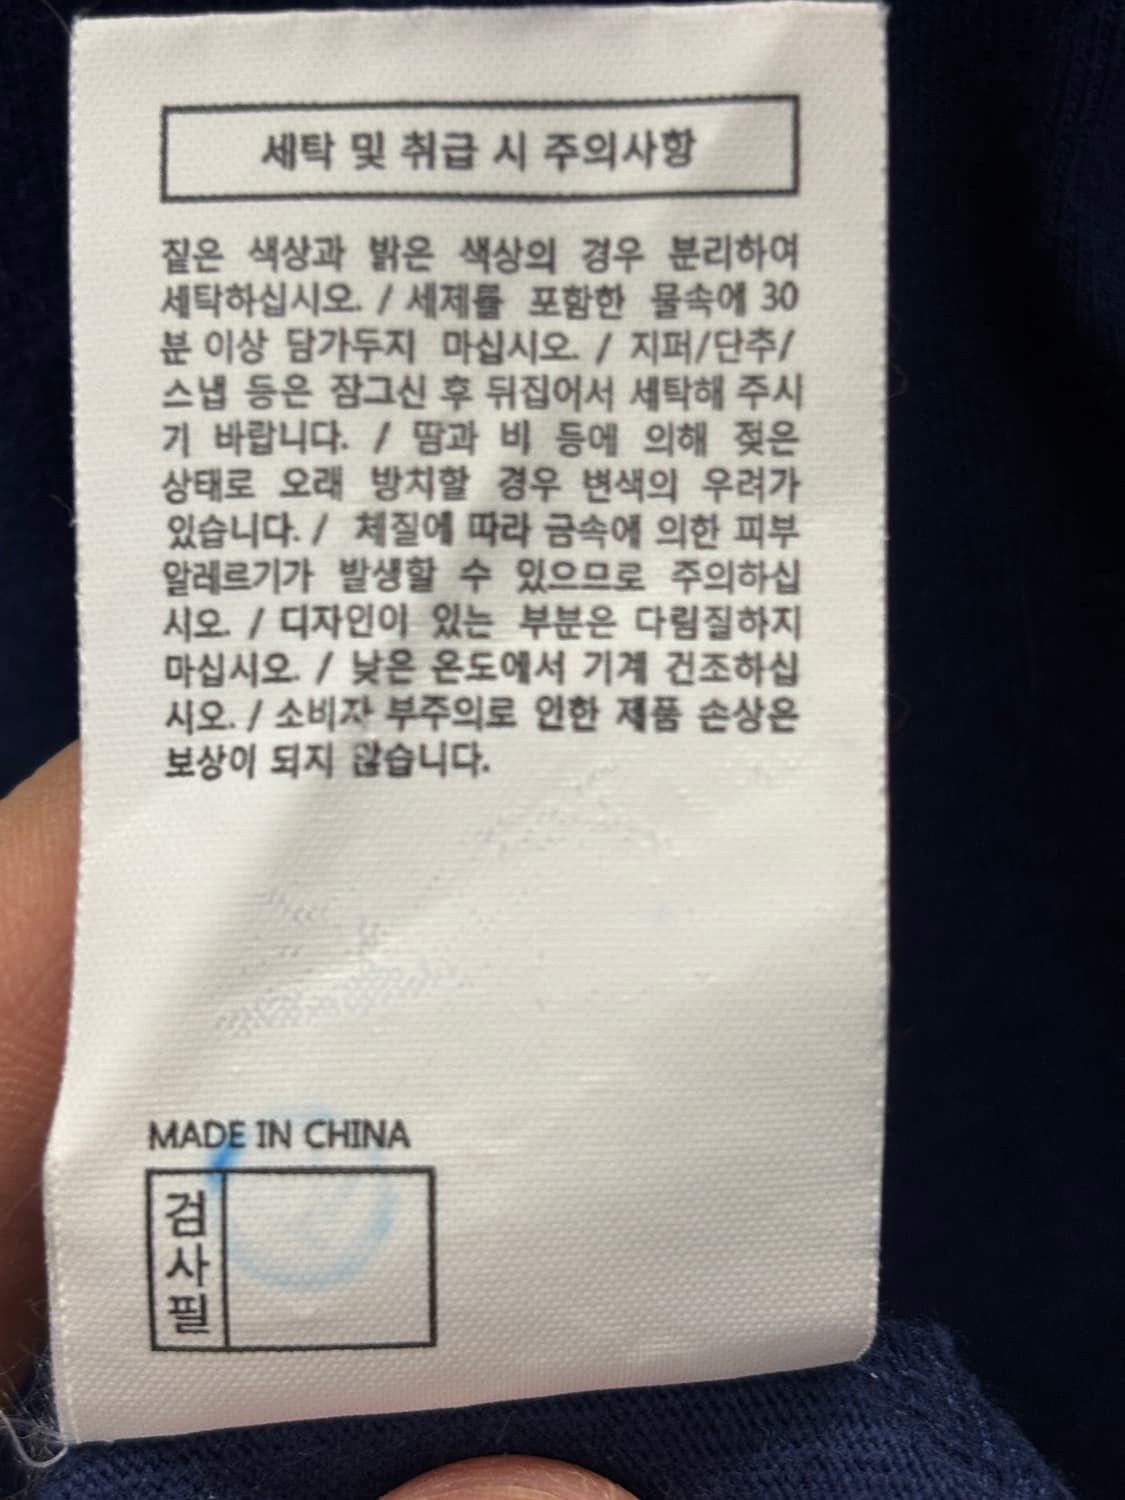 세탁 및 취급 시 주의사항
짙은 색상과 밝은 색상의 경우 분리하여
세탁하십시오. / 세제를 포함한 물속에 30
분 이상 담가두지 마십시오. / 지퍼/단추/
스냅 등은 잠그신 후 뒤집어서 세탁해 주시
기 바랍니다. / 땀과 비 등에 의해 젖은
상태로 오래 방치할 경우 변색의 우려가
있습니다. / 체질에 따라 금속에 의한 피부
알레르기가 발생할 수 있으므로 주의하십
시오. / 디자인이 있는 부분은 다림질하지
마십시오. / 낮은 온도에서 기계 건조하십
시오. / 소비자 부주의로 인한 제품 손상은
보상이 되지 않습니다.
MADE IN CHINA
검
사
필